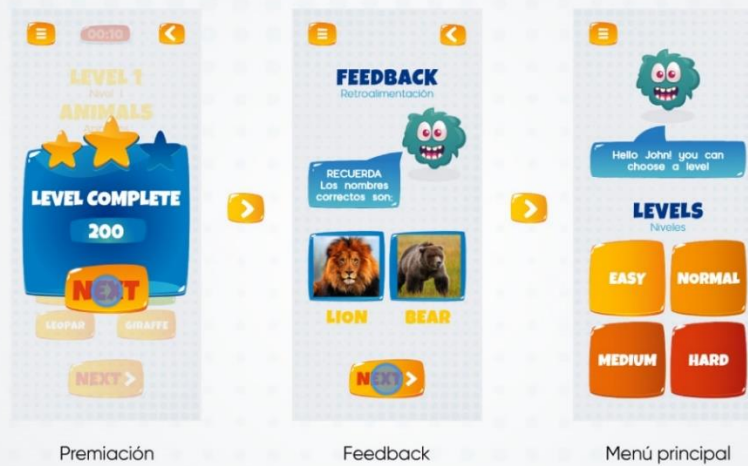 00:10
LEVEL 1
Nivel 1
ANIMALS
LEVEL COMPLETE
200
NEXT
LEOPAR
GIRAFFE
NEXT
Premiación
FEEDBACK
Retroalimentación
RECUERDA
Los nombres
correctos son:
LION
BEAR
NEXT
Feedback
Hello John! you can
choose a level
LEVELS
Niveles
EASY
NORMAL
MEDIUM
HARD
Menú principal